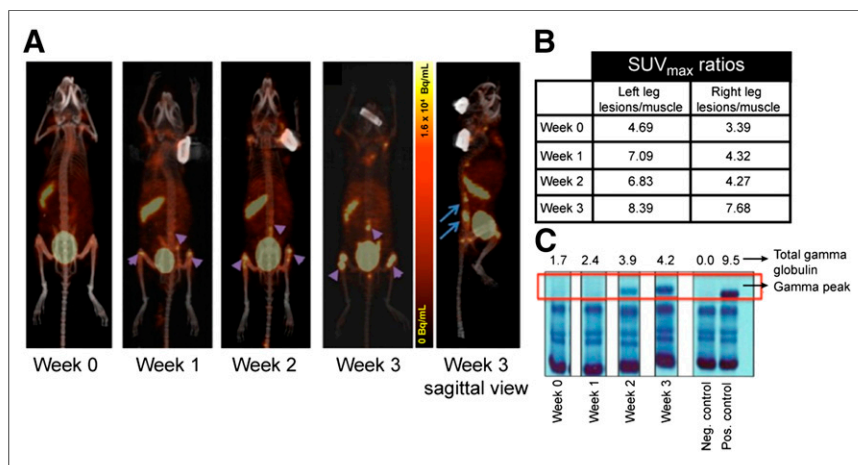 A
1.6 x 10⁴ Bq/mL
0 Bq/mL
Week 0
Week 1
Week 2
Week 3
Week 3
sagittal view
B
SUVmax ratios
Left leg
lesions/muscle
Right leg
lesions/muscle
Week 0 4.69 3.39
Week 1 7.09 4.32
Week 2 6.83 4.27
Week 3 8.39 7.68
C
1.7 2.4 3.9 4.2 0.0 9.5 Total gamma
globulin
Gamma peak
Week 0
Week 1
Week 2
Week 3
Neg. control
Pos. control